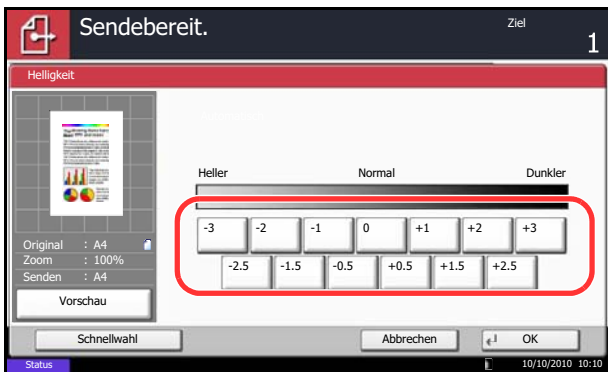 Sendebereit.
Ziel
1
Helligkeit
Heller Normal Dunkler
-3 -2 -1 0 +1 +2 +3
-2.5 -1.5 -0.5 +0.5 +1.5 +2.5
Original : A4
Zoom : 100%
Senden : A4
Vorschau
Schnellwahl Abbrechen OK
Status 10/10/2010 10:10